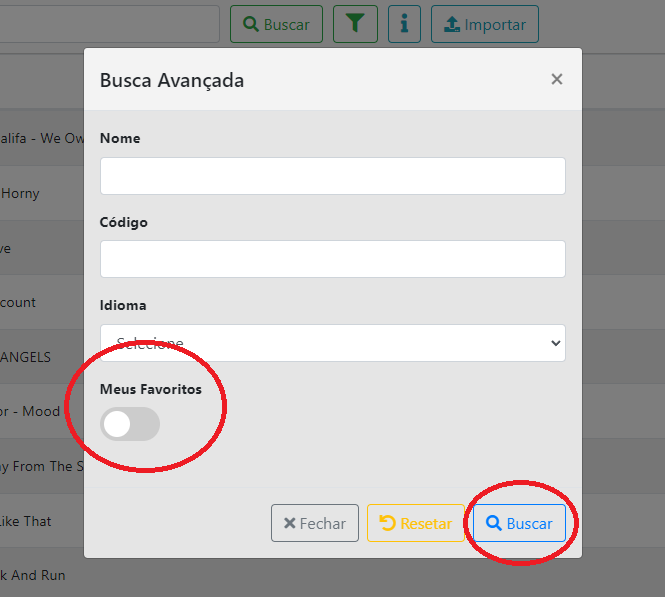 Buscar
Importar
Busca Avançada
×
Nome
alifa - We Ow
Horny
Código
ve
Idioma
count
Selecione
ANGELS
Meus Favoritos
or - Mood
y From The S
Like That
Fechar
Resetar
Buscar
k And Run